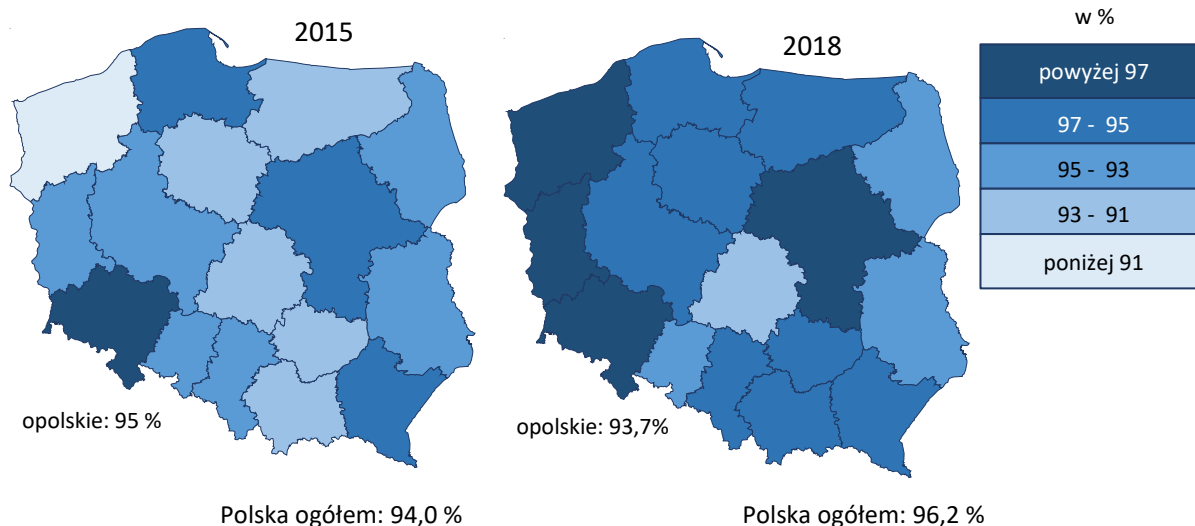 2015
2018
w %
powyżej 97
97 - 95
95 - 93
93 - 91
poniżej 91
opolskie: 95 %
opolskie: 93,7%
Polska ogółem: 94,0 %
Polska ogółem: 96,2 %